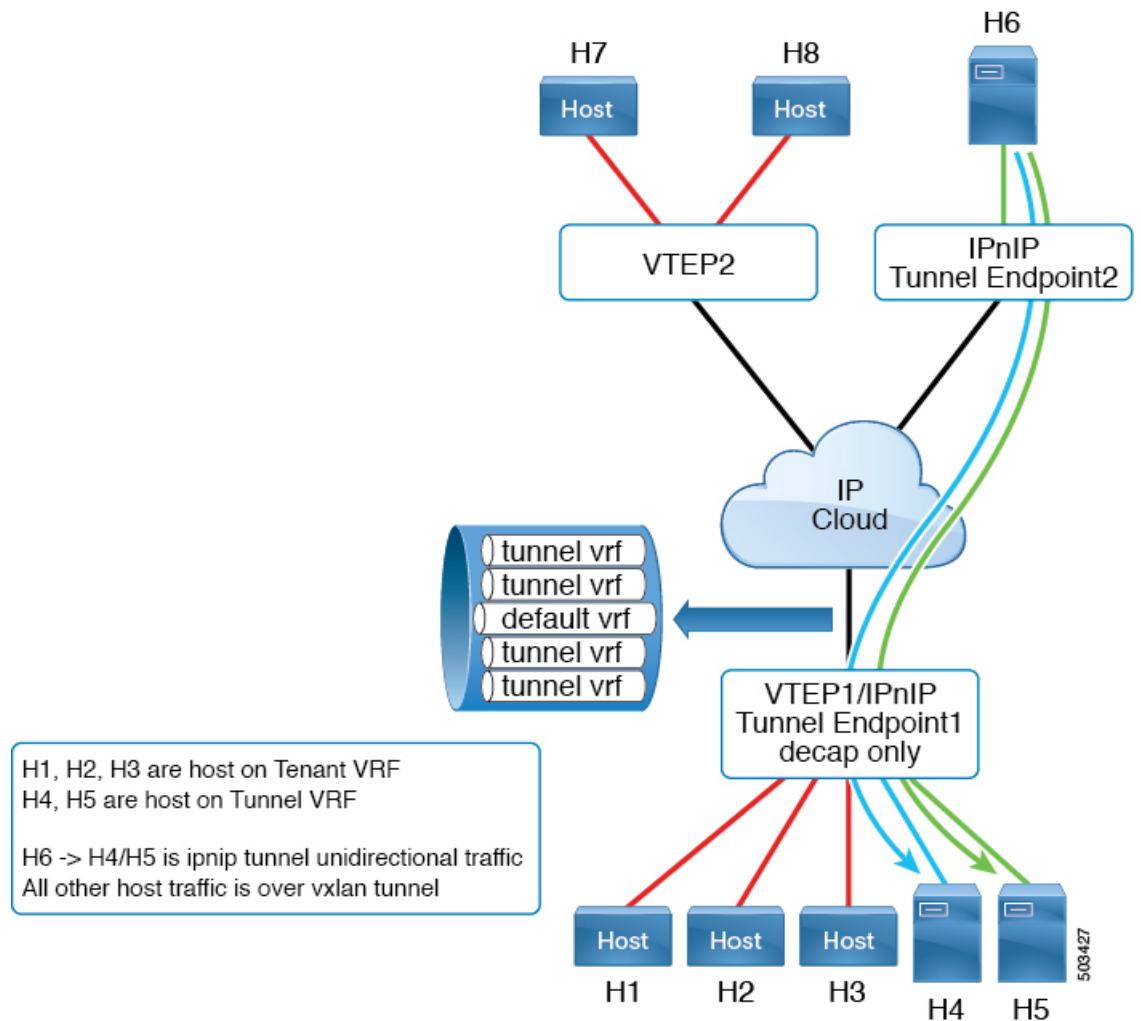 H6
H7
H8
Host
Host
VTEP2
IPnIP
Tunnel Endpoint2
IP
Cloud
tunnel vrf
tunnel vrf
default vrf
tunnel vrf
tunnel vrf
VTEP1/IPnIP
Tunnel Endpoint1
decap only
H1, H2, H3 are host on Tenant VRF
H4, H5 are host on Tunnel VRF
H6 -> H4/H5 is ipnip tunnel unidirectional traffic
All other host traffic is over vxlan tunnel
Host
Host
Host
H1
H2
H3
H4
H5
503427